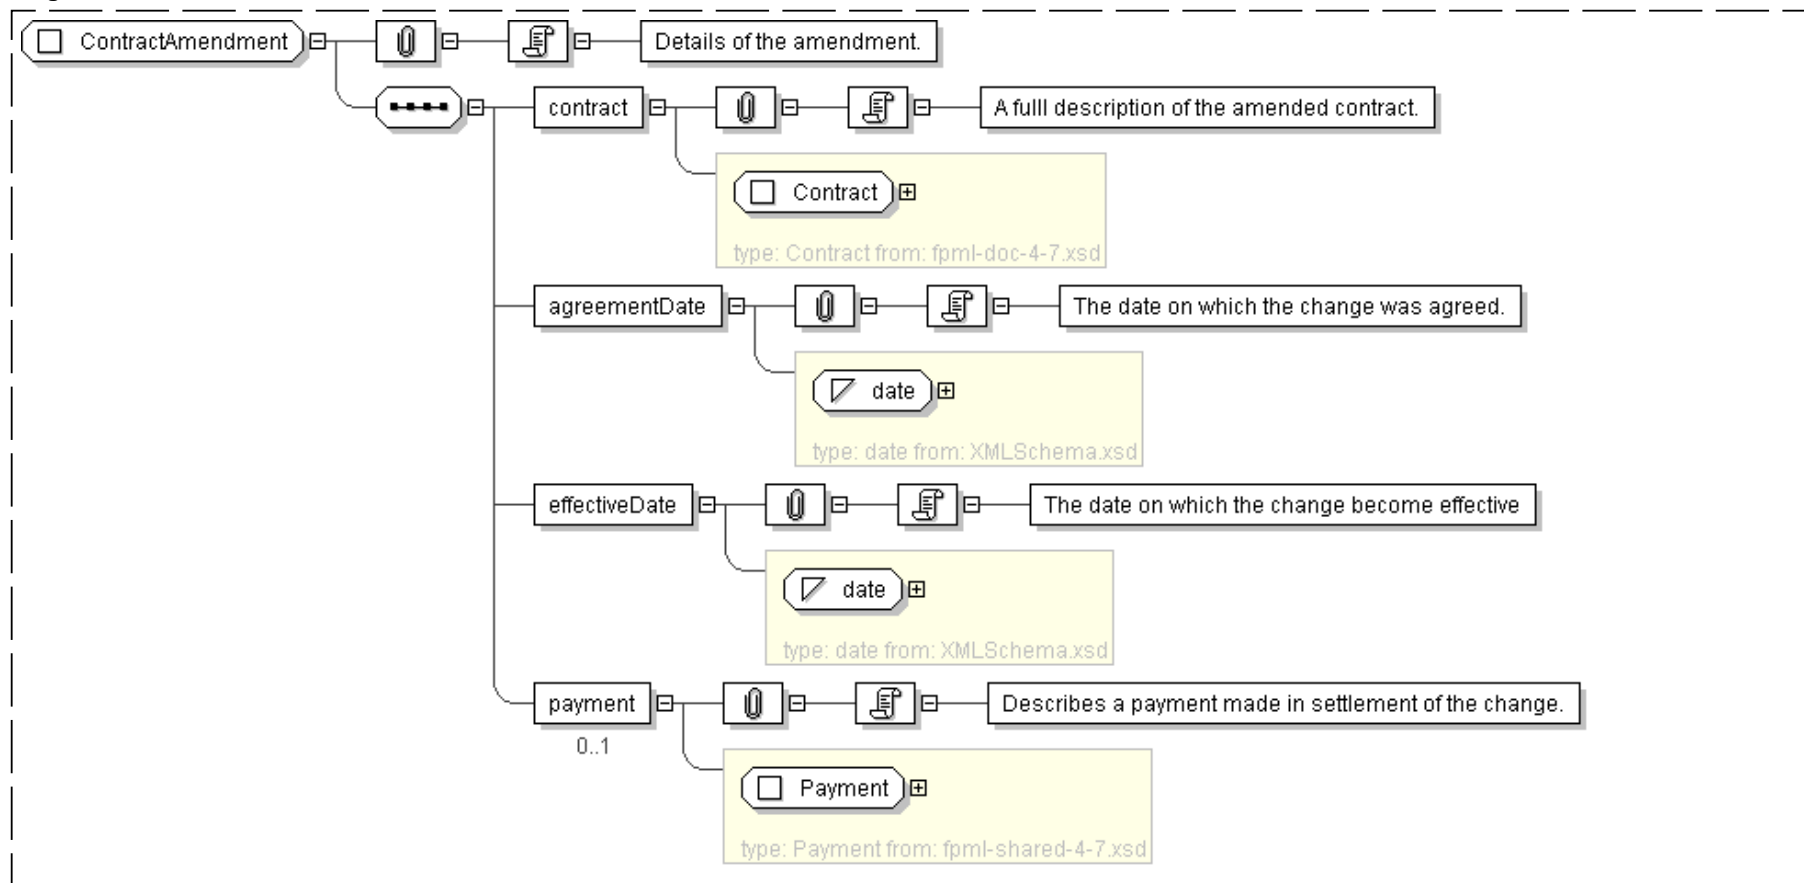 ContractAmendment Details of the amendment.
contract A fulll description of the amended contract.
Contract
type: Contract from: fpml-doc-4-7.xsd
agreementDate The date on which the change was agreed.
date
type: date from: XMLSchema.xsd
effectiveDate The date on which the change become effective
date
type: date from: XMLSchema.xsd
payment Describes a payment made in settlement of the change.
0..1
Payment
type: Payment from: fpml-shared-4-7.xsd